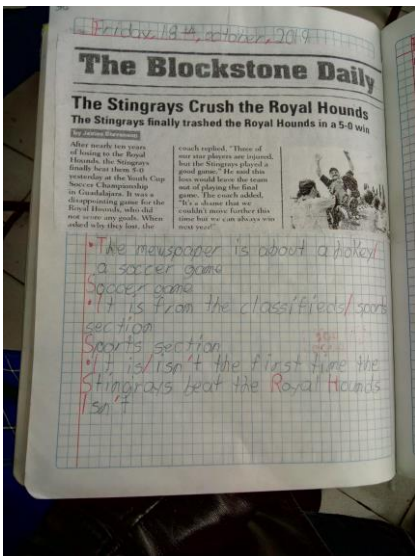 Friday, 18th, october, 2019
The Blockstone Daily
The Stingrays Crush the Royal Hounds
The Stingrays finally trashed the Royal Hounds in a 5-0 win
by James Stevenson
After nearly ten years
of losing to the Royal
Hounds, the Stingrays
finally beat them 5-0
yesterday at the Youth Cup
Soccer Championship
in Guadalajara. It was a
disappointing game for the
Royal Hounds, who did
not score any goals. When
asked why they lost, the
coach replied, "Three of
our star players are injured,
but the Stingrays played a
good game." He said this
loss would leave the team
out of playing the final
game. The coach added,
"It's a shame that we
couldn't move further this
time but we can always win
next year."
•The mewspaper is about a hokey/
a soccer game
Soccer game
•It is from the classifieds/sports
section
Sports section
•It is/isn't the first time the
Stingrays beat the Royal Hounds
Isn't